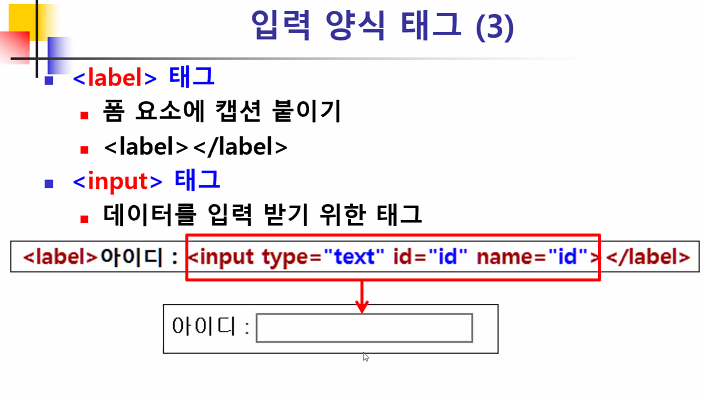 입력 양식 태그 (3)
<label> 태그
폼 요소에 캡션 붙이기
<label></label>
<input> 태그
데이터를 입력 받기 위한 태그
<label>아이디 : <input type="text" id="id" name="id"></label>
아이디 :